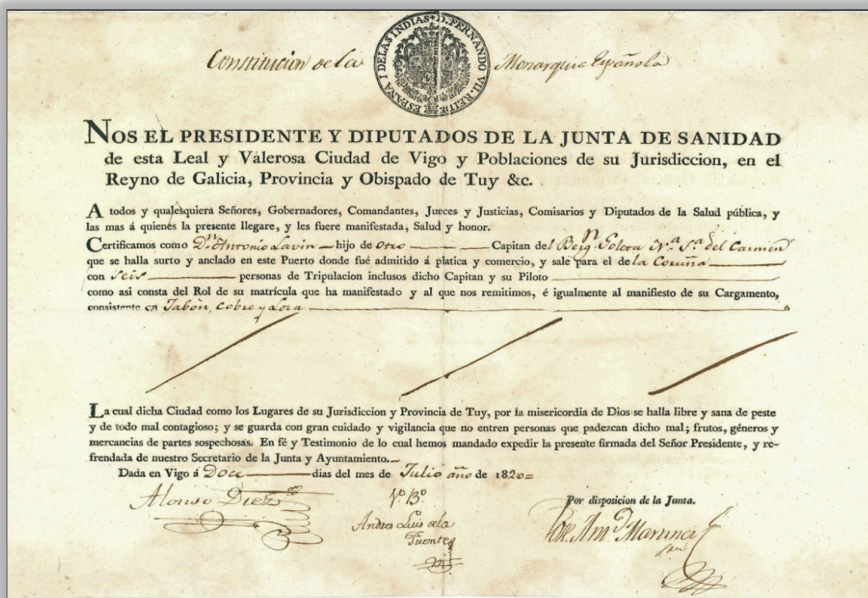 Constitucion de la Monarquia Española
D. FERNANDO VII. REI DE ESPAÑA I DE LAS INDIAS
NOS EL PRESIDENTE Y DIPUTADOS DE LA JUNTA DE SANIDAD
de esta Leal y Valerosa Ciudad de Vigo y Poblaciones de su Jurisdiccion, en el
Reyno de Galicia, Provincia y Obispado de Tuy &c.
A todos y qualesquiera Señores, Gobernadores, Comandantes, Jueces y Justicias, Comisarios y Diputados de la Salud pública, y
las mas á quienes la presente llegare, y les fuere manifestada, Salud y honor.
Certificamos como Dn. Antonio Lavin hijo de Otro Capitan del Bergn. Goleta Na. Sa. del Carmen
que se halla surto y anclado en este Puerto donde fué admitido á platica y comercio, y sale para el de la Coruña
con seis personas de Tripulacion inclusos dicho Capitan y su Piloto
como asi consta del Rol de su matrícula que ha manifestado y al que nos remitimos, é igualmente al manifiesto de su Cargamento,
consistente en Jabon, Cobre y Loza
La cual dicha Ciudad como los Lugares de su Jurisdiccion y Provincia de Tuy, por la misericordia de Dios se halla libre y sana de peste
y de todo mal contagioso; y se guarda con gran cuidado y vigilancia que no entren personas que padezcan dicho mal; frutos, géneros y
mercancias de partes sospechosas. En fé y Testimonio de lo cual hemos mandado expedir la presente firmada del Señor Presidente, y re-
frendada de nuestro Secretario de la Junta y Ayuntamiento.
Dada en Vigo á Doce dias del mes de Julio año de 1820=
Alonso Diez
Vo. Bo.
Andres Luis de la
Fuente
Por disposicion de la Junta.